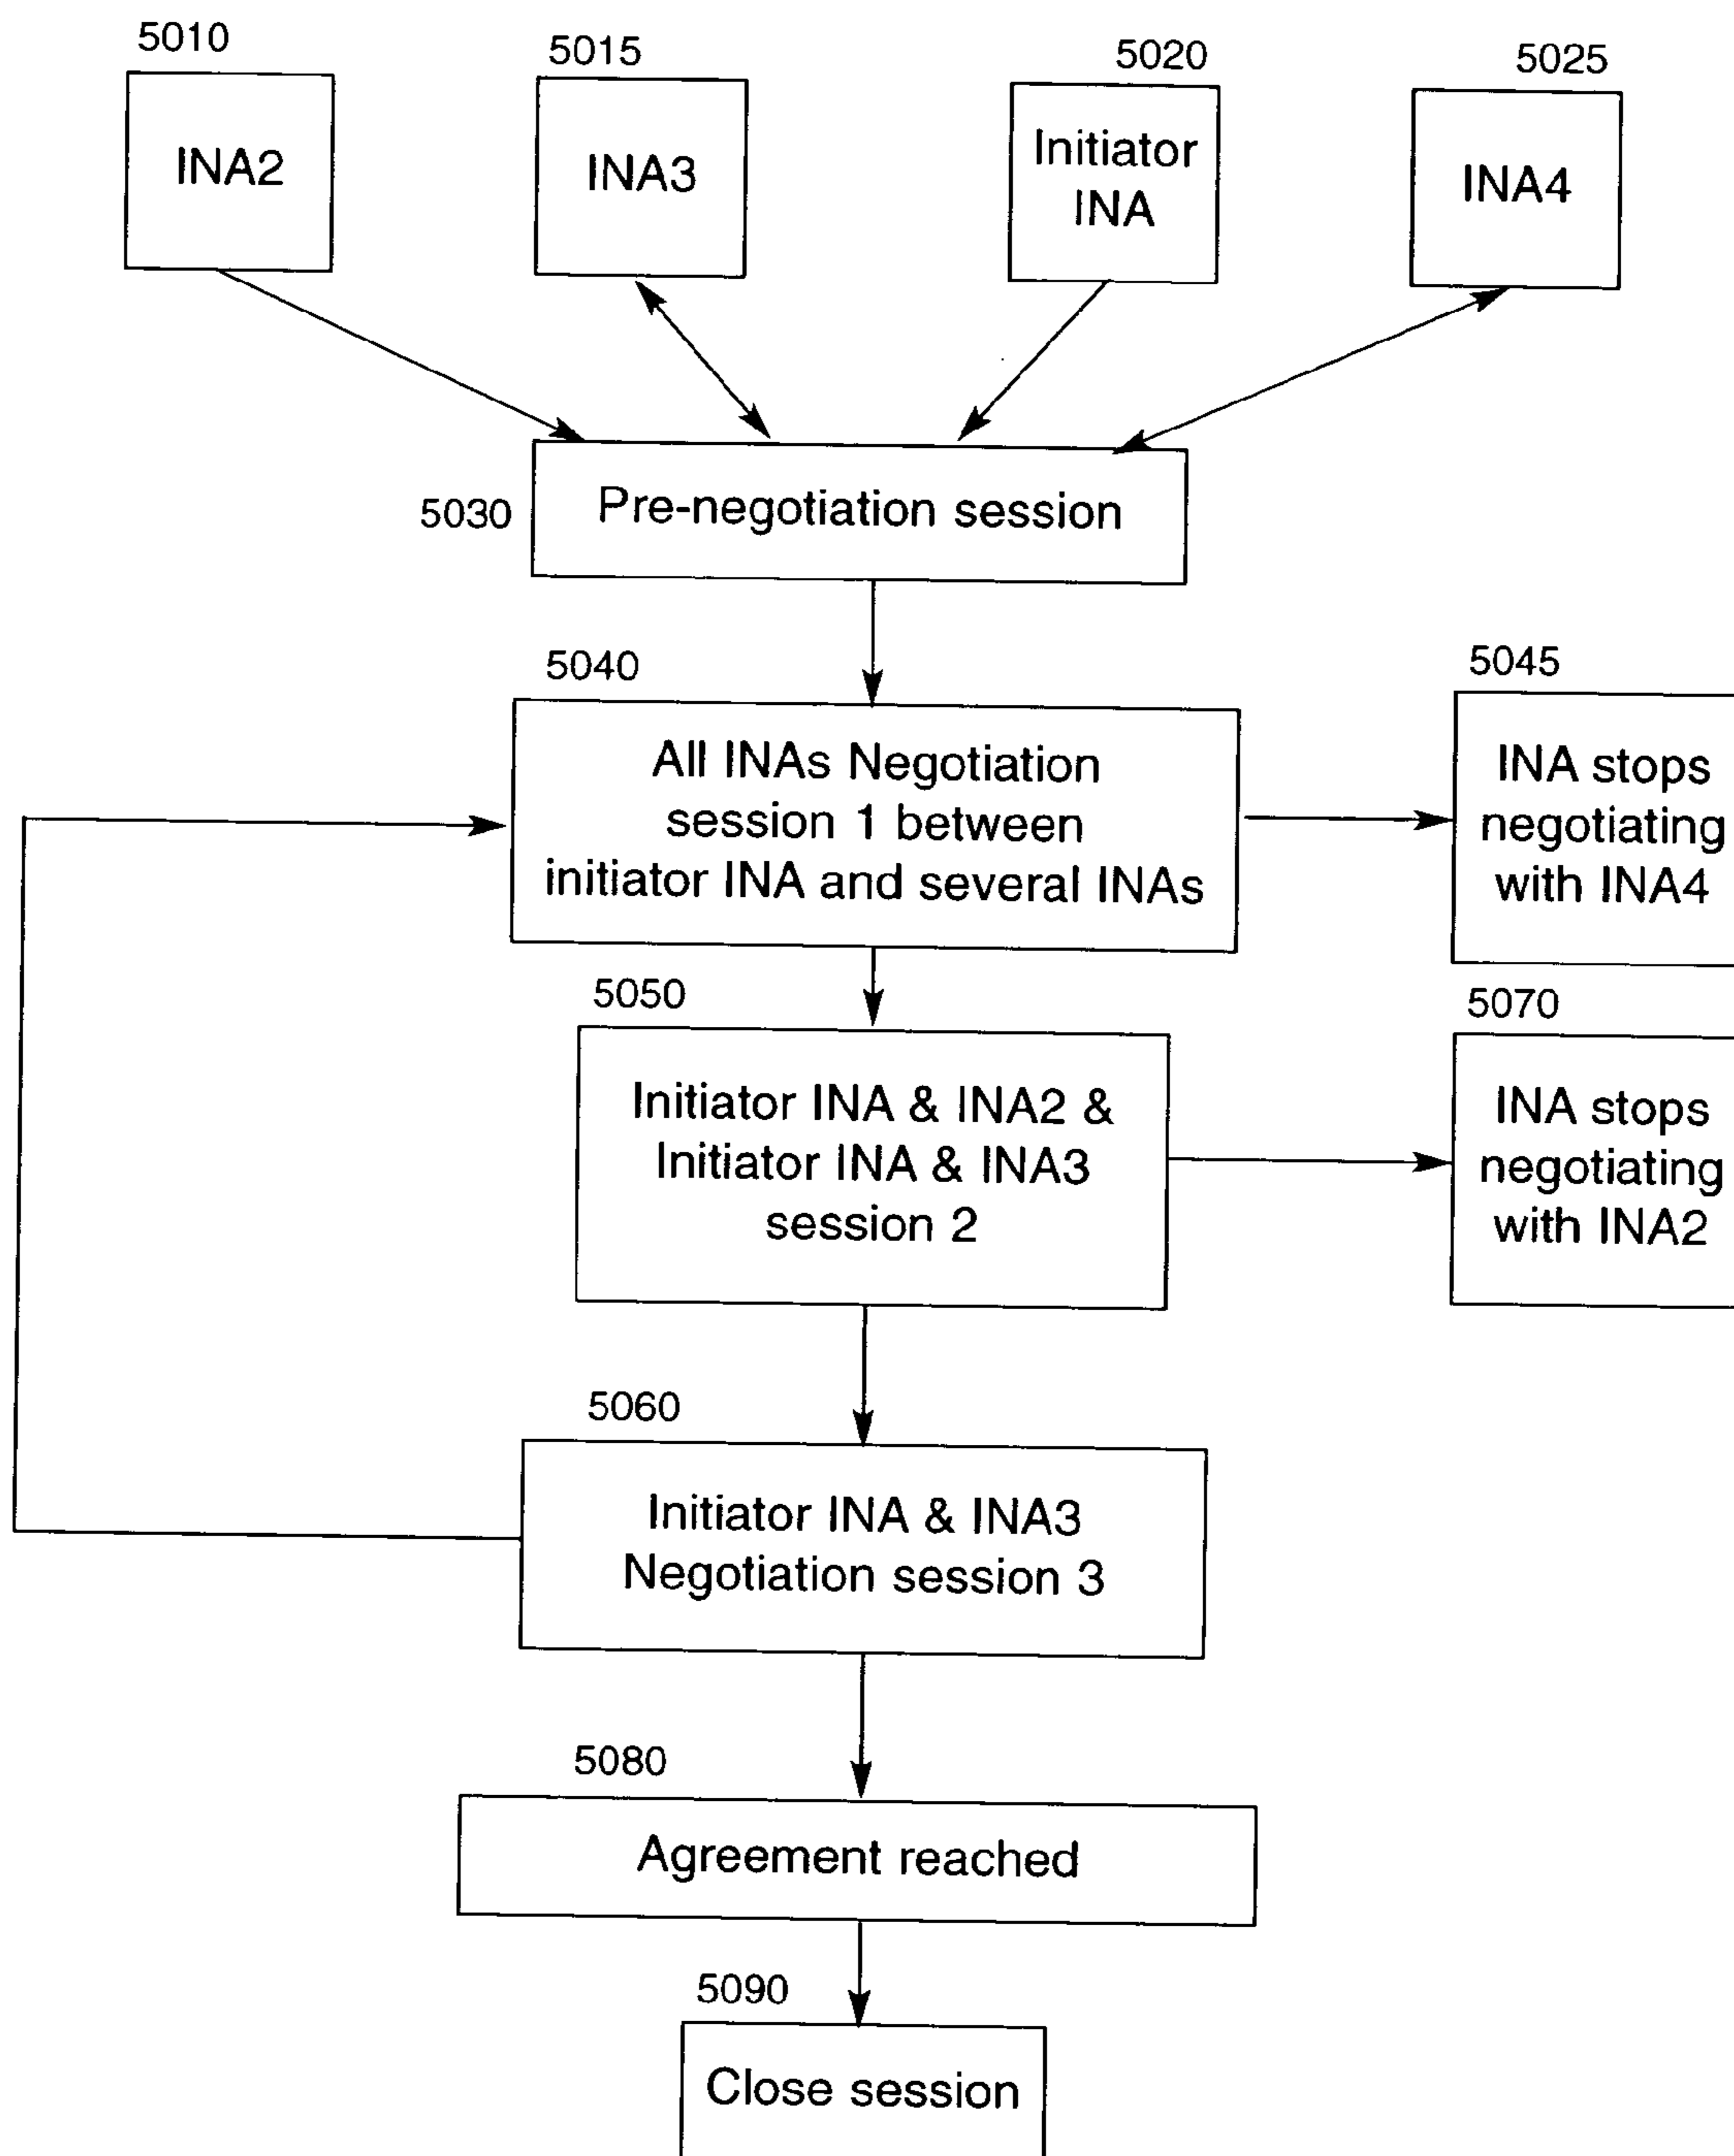 5010
5015
5020
5025
INA2
INA3
Initiator
INA
INA4
5030
Pre-negotiation session
5040
5045
All INAs Negotiation
session 1 between
initiator INA and several INAs
INA stops
negotiating
with INA4
5050
5070
Initiator INA & INA2 &
Initiator INA & INA3
session 2
INA stops
negotiating
with INA2
5060
Initiator INA & INA3
Negotiation session 3
5080
Agreement reached
5090
Close session